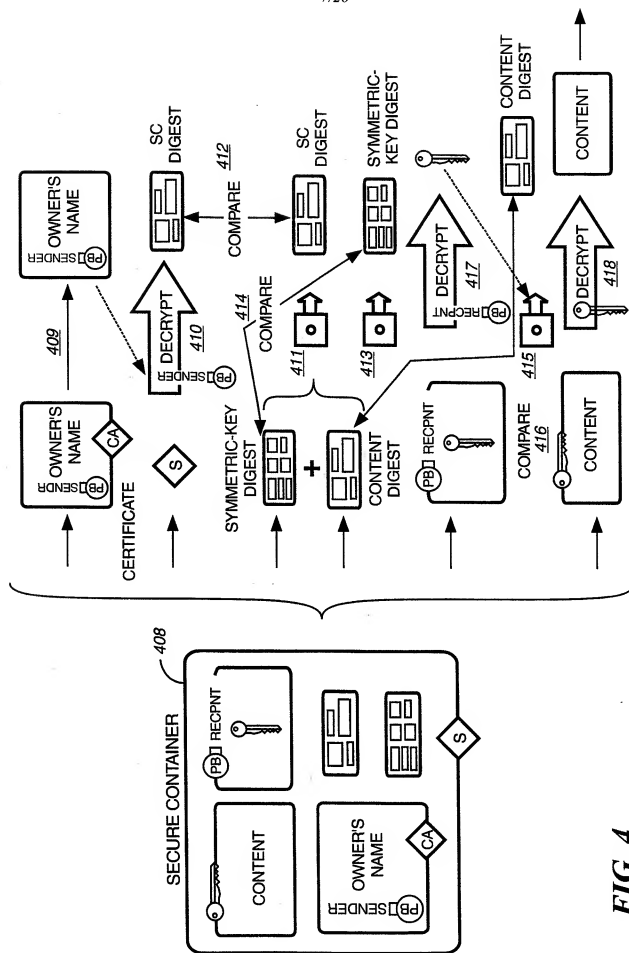 SECURE CONTAINER
408
CONTENT
PB RECPNT
OWNER'S
NAME
PB SENDER
CA
S
OWNER'S
NAME
PB SENDR
CA
CERTIFICATE
409
OWNER'S
NAME
PB SENDER
S
DECRYPT
410
SENDER
PB
SC
DIGEST
COMPARE
412
SYMMETRIC-KEY
DIGEST
+
CONTENT
DIGEST
414
COMPARE
411
SC
DIGEST
413
SYMMETRIC-
KEY DIGEST
PB RECPNT
DECRYPT
417
PB RECPNT
COMPARE
416
415
CONTENT
DIGEST
CONTENT
DECRYPT
418
CONTENT
FIG. 4